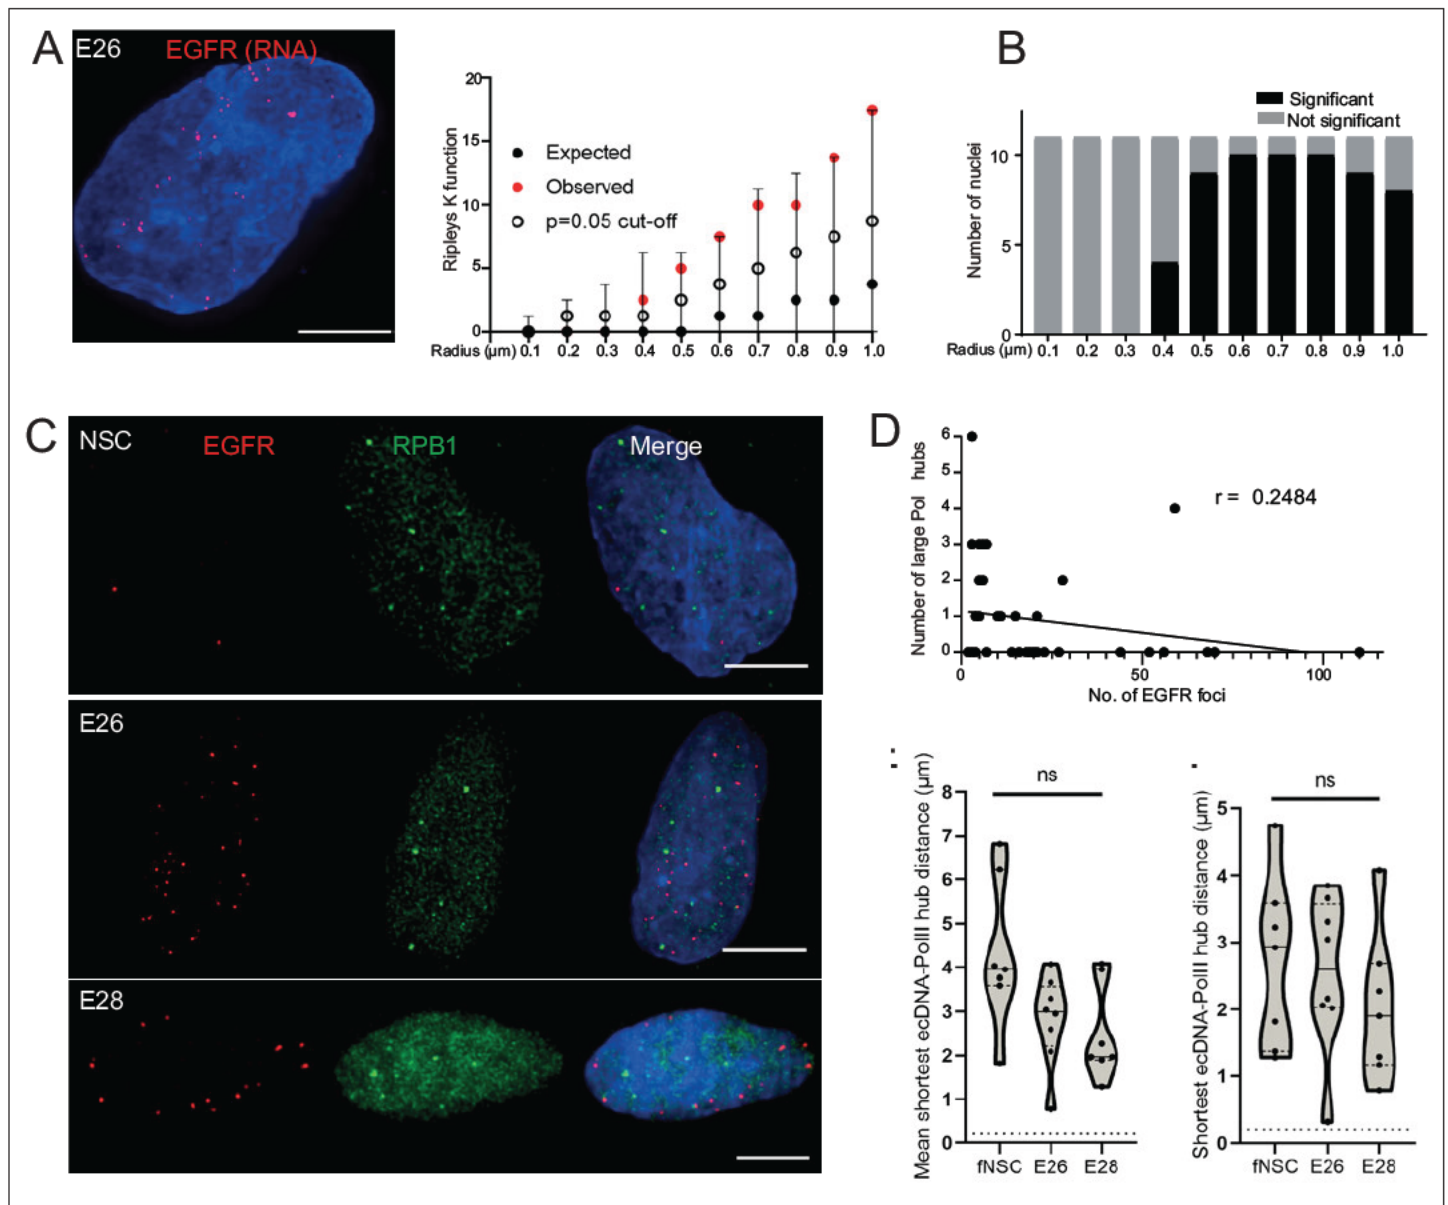 A
E26
EGFR (RNA)
Ripleys K function
20
15
10
5
0
Expected
Observed
p=0.05 cut-off
Radius (µm) 0.1 0.2 0.3 0.4 0.5 0.6 0.7 0.8 0.9 1.0
B
Significant
Not significant
Number of nuclei
10
5
0
Radius (µm) 0.1 0.2 0.3 0.4 0.5 0.6 0.7 0.8 0.9 1.0
C
NSC
EGFR
RPB1
Merge
E26
E28
D
Number of large Pol hubs
6
5
4
3
2
1
0
r = 0.2484
0 50 100
No. of EGFR foci
Mean shortest ecDNA-PolII hub distance (µm)
8
7
6
5
4
3
2
1
0
ns
fNSC E26 E28
Shortest ecDNA-PolII hub distance (µm)
5
4
3
2
1
0
ns
fNSC E26 E28